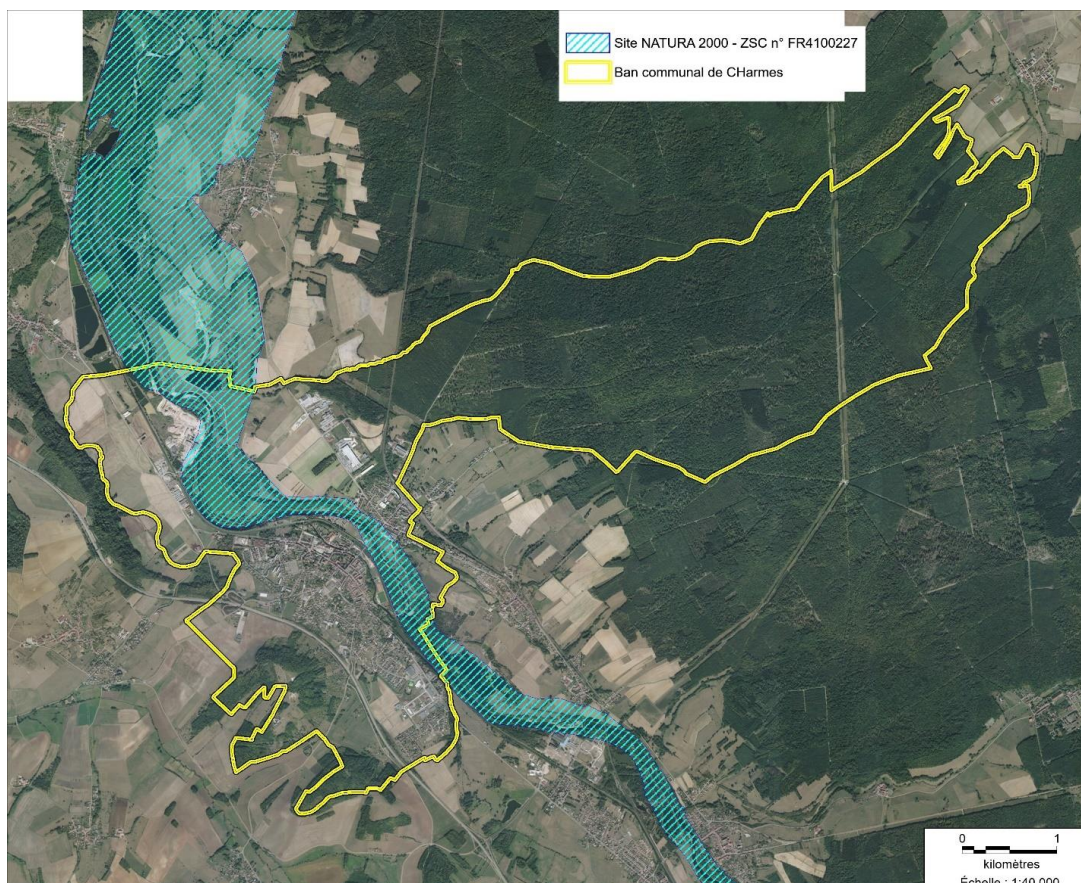 Site NATURA 2000 - ZSC n° FR4100227
Ban communal de CHarmes
0 1
kilomètres
Échelle : 1:40 000